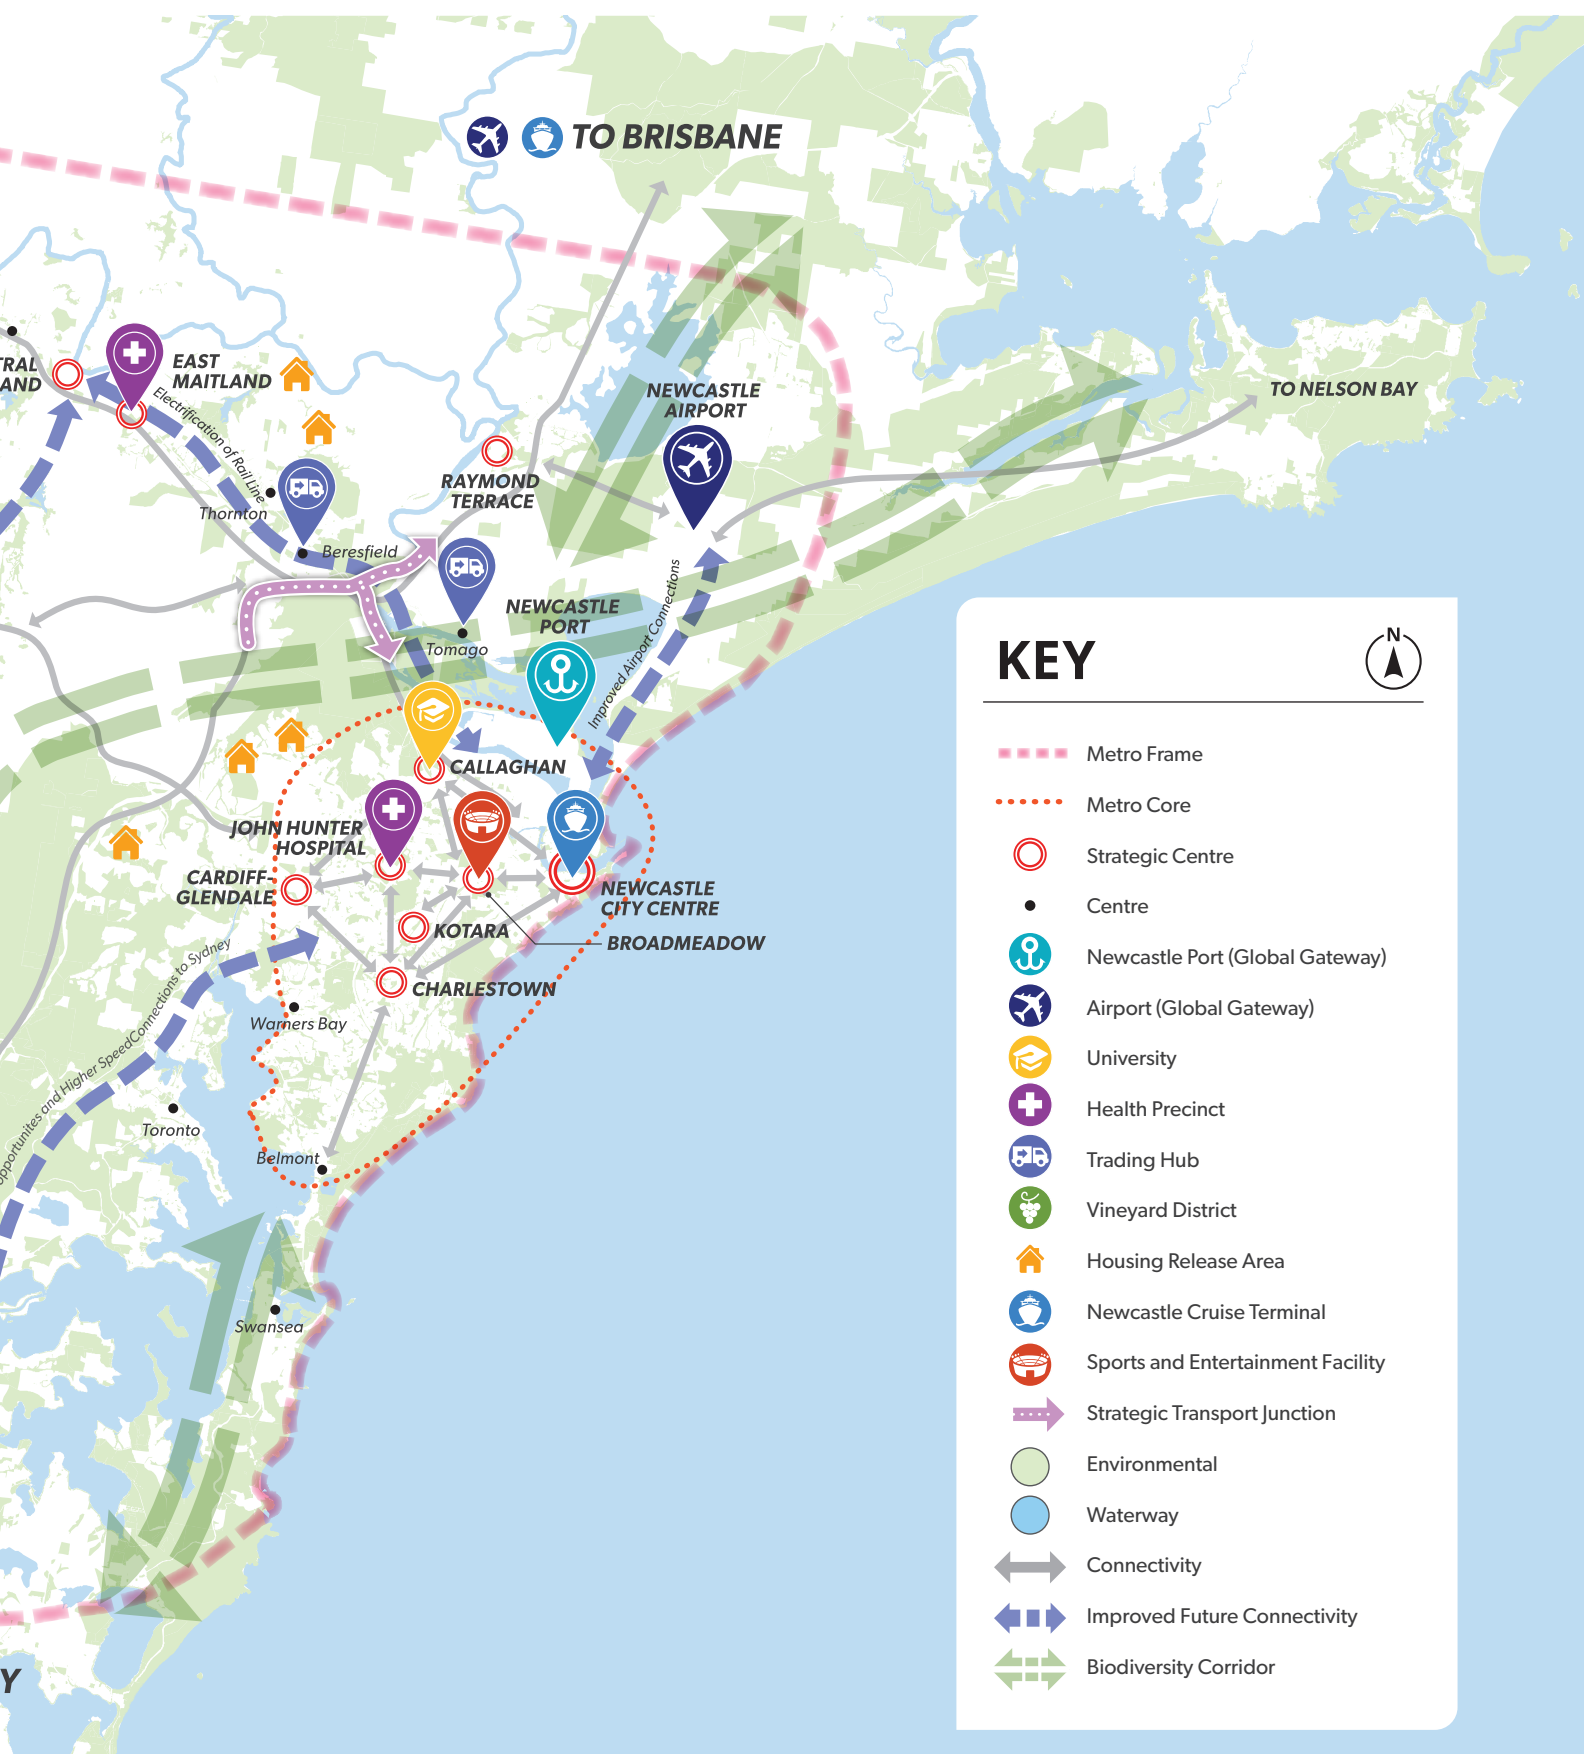 TO BRISBANE
TRAL
AND
EAST
MAITLAND
Electrification of Rail Line
Thornton
Beresfield
RAYMOND
TERRACE
NEWCASTLE
AIRPORT
TO NELSON BAY
NEWCASTLE
PORT
Tomago
Improved Airport Connections
CALLAGHAN
JOHN HUNTER
HOSPITAL
CARDIFF-
GLENDALE
NEWCASTLE
CITY CENTRE
KOTARA
BROADMEADOW
CHARLESTOWN
Warners Bay
opportunites and Higher SpeedConnections to Sydney
Toronto
Belmont
Swansea
Y
KEY
N
Metro Frame
Metro Core
Strategic Centre
Centre
Newcastle Port (Global Gateway)
Airport (Global Gateway)
University
Health Precinct
Trading Hub
Vineyard District
Housing Release Area
Newcastle Cruise Terminal
Sports and Entertainment Facility
Strategic Transport Junction
Environmental
Waterway
Connectivity
Improved Future Connectivity
Biodiversity Corridor